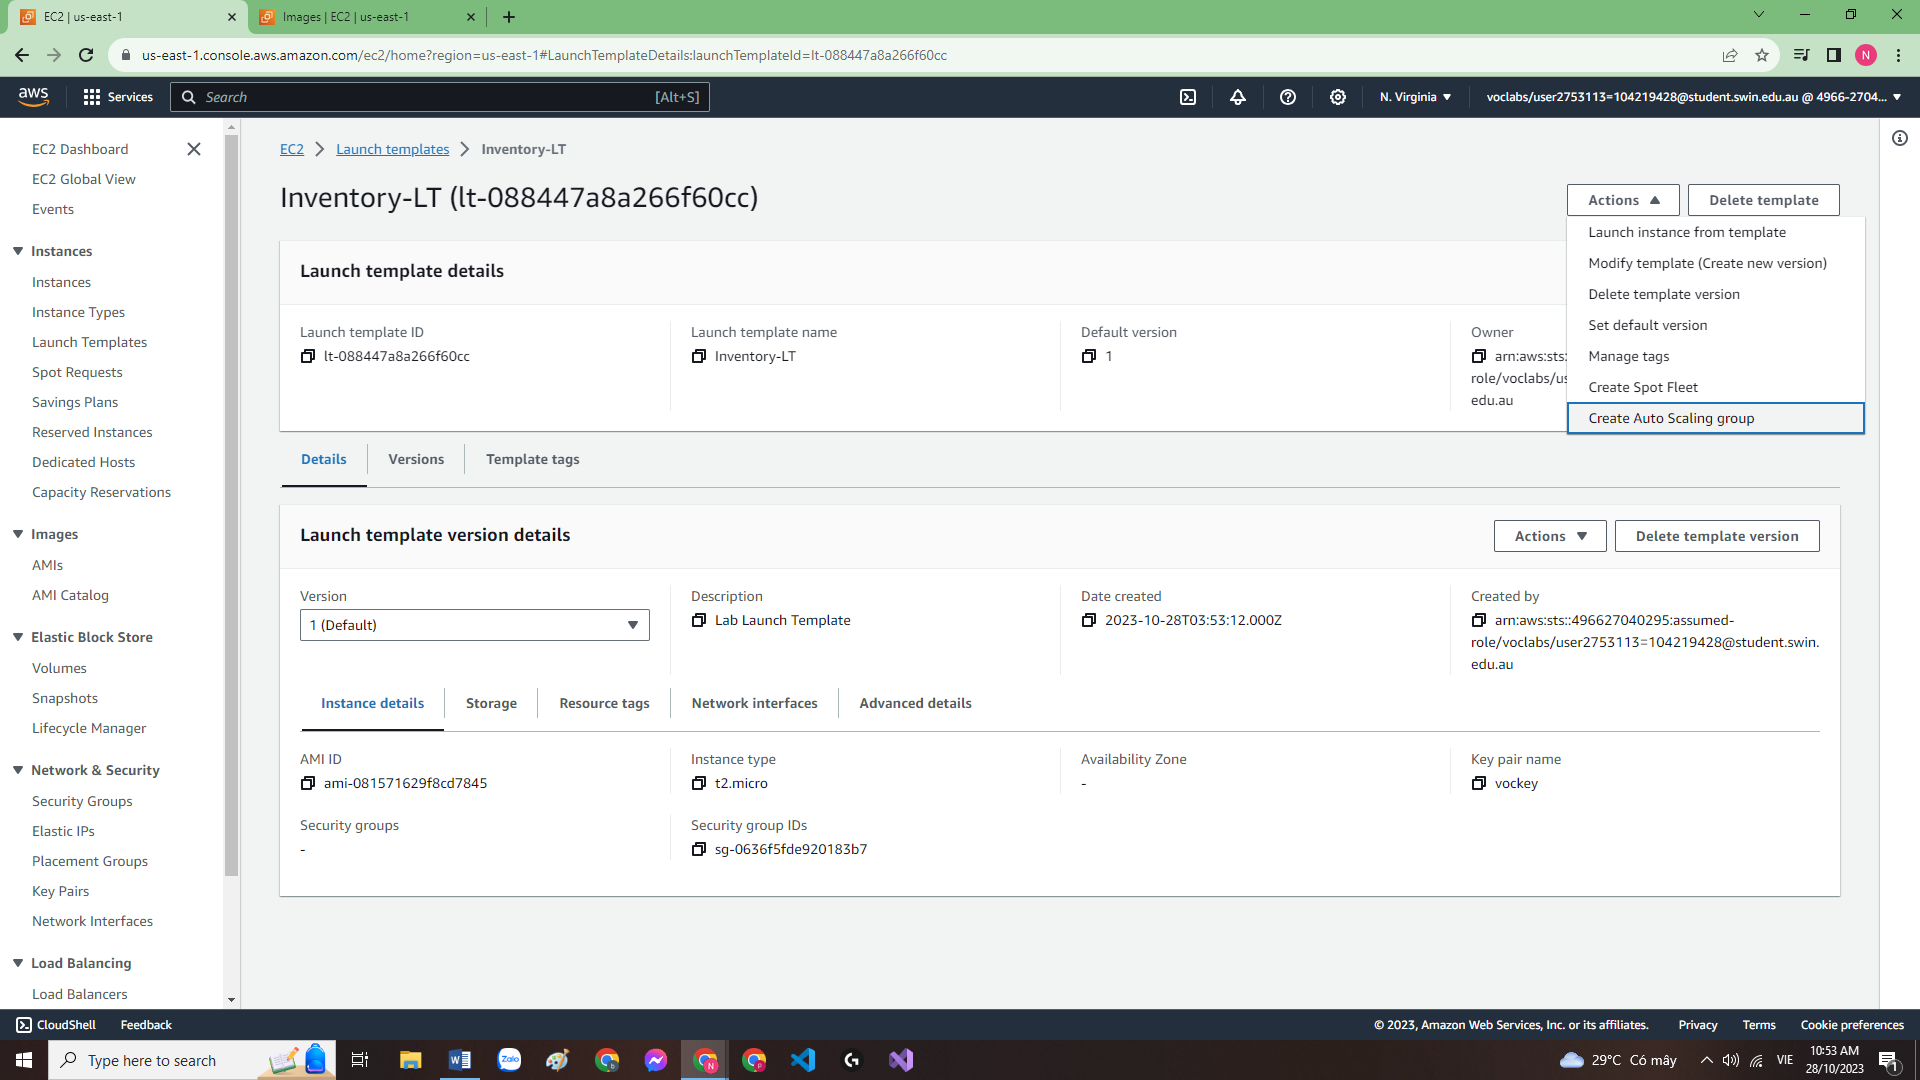 EC2 | us-east-1
Images | EC2 | us-east-1
us-east-1.console.aws.amazon.com/ec2/home?region=us-east-1#LaunchTemplateDetails:launchTemplateId=lt-088447a8a266f60cc
N
aws
Services
Search
[Alt+S]
N. Virginia
voclabs/user2753113=104219428@student.swin.edu.au @ 4966-2704...
EC2 Dashboard
EC2 Global View
Events
Instances
Instances
Instance Types
Launch Templates
Spot Requests
Savings Plans
Reserved Instances
Dedicated Hosts
Capacity Reservations
Images
AMIs
AMI Catalog
Elastic Block Store
Volumes
Snapshots
Lifecycle Manager
Network & Security
Security Groups
Elastic IPs
Placement Groups
Key Pairs
Network Interfaces
Load Balancing
Load Balancers
EC2
Launch templates
Inventory-LT
Inventory-LT (lt-088447a8a266f60cc)
Actions
Delete template
Launch instance from template
Modify template (Create new version)
Delete template version
Set default version
Manage tags
Create Spot Fleet
Create Auto Scaling group
Launch template details
Launch template ID
lt-088447a8a266f60cc
Launch template name
Inventory-LT
Default version
1
Owner
arn:aws:sts:
role/voclabs/us
edu.au
Details
Versions
Template tags
Launch template version details
Actions
Delete template version
Version
1 (Default)
Description
Lab Launch Template
Date created
2023-10-28T03:53:12.000Z
Created by
arn:aws:sts::496627040295:assumed-
role/voclabs/user2753113=104219428@student.swin.
edu.au
Instance details
Storage
Resource tags
Network interfaces
Advanced details
AMI ID
ami-081571629f8cd7845
Instance type
t2.micro
Availability Zone
-
Key pair name
vockey
Security groups
-
Security group IDs
sg-0636f5fde920183b7
CloudShell
Feedback
© 2023, Amazon Web Services, Inc. or its affiliates.
Privacy
Terms
Cookie preferences
Type here to search
Zalo
29°C Có mây
VIE
10:53 AM
28/10/2023
1